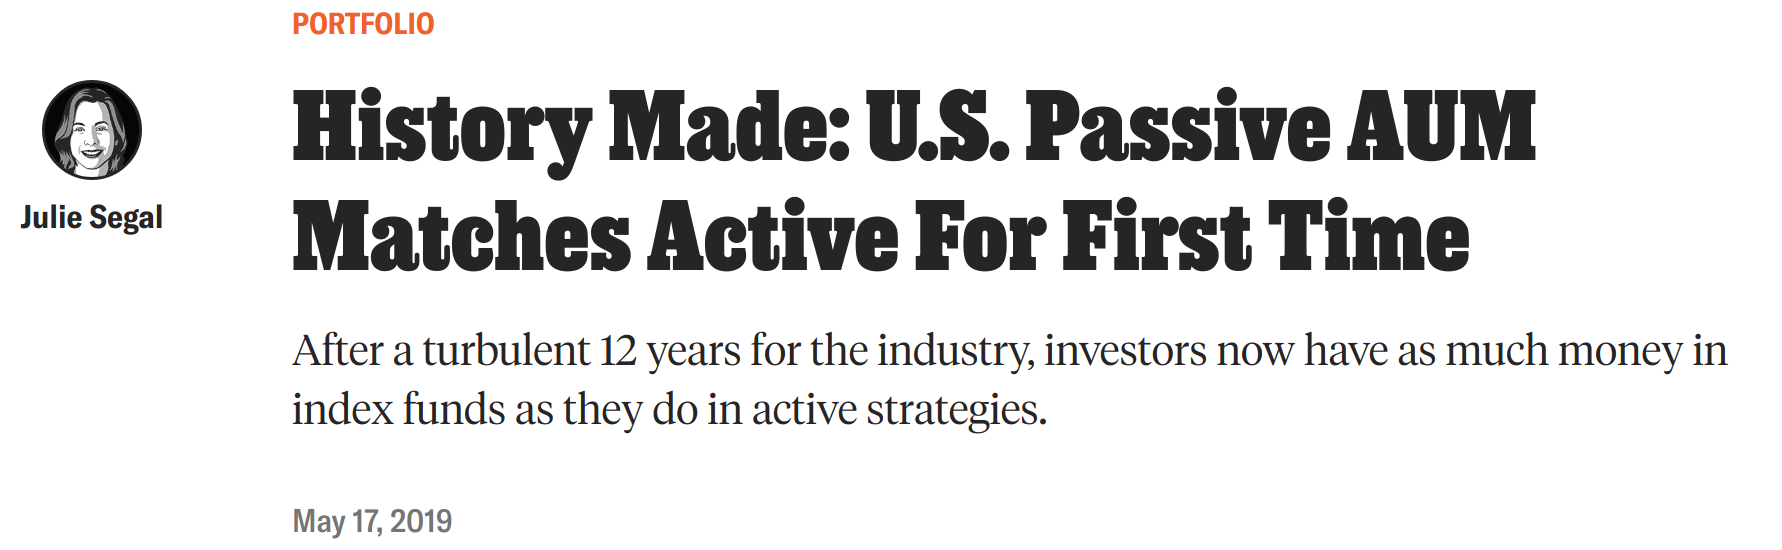 PORTFOLIO
Julie Segal
History Made: U.S. Passive AUM
Matches Active For First Time
After a turbulent 12 years for the industry, investors now have as much money in
index funds as they do in active strategies.
May 17, 2019